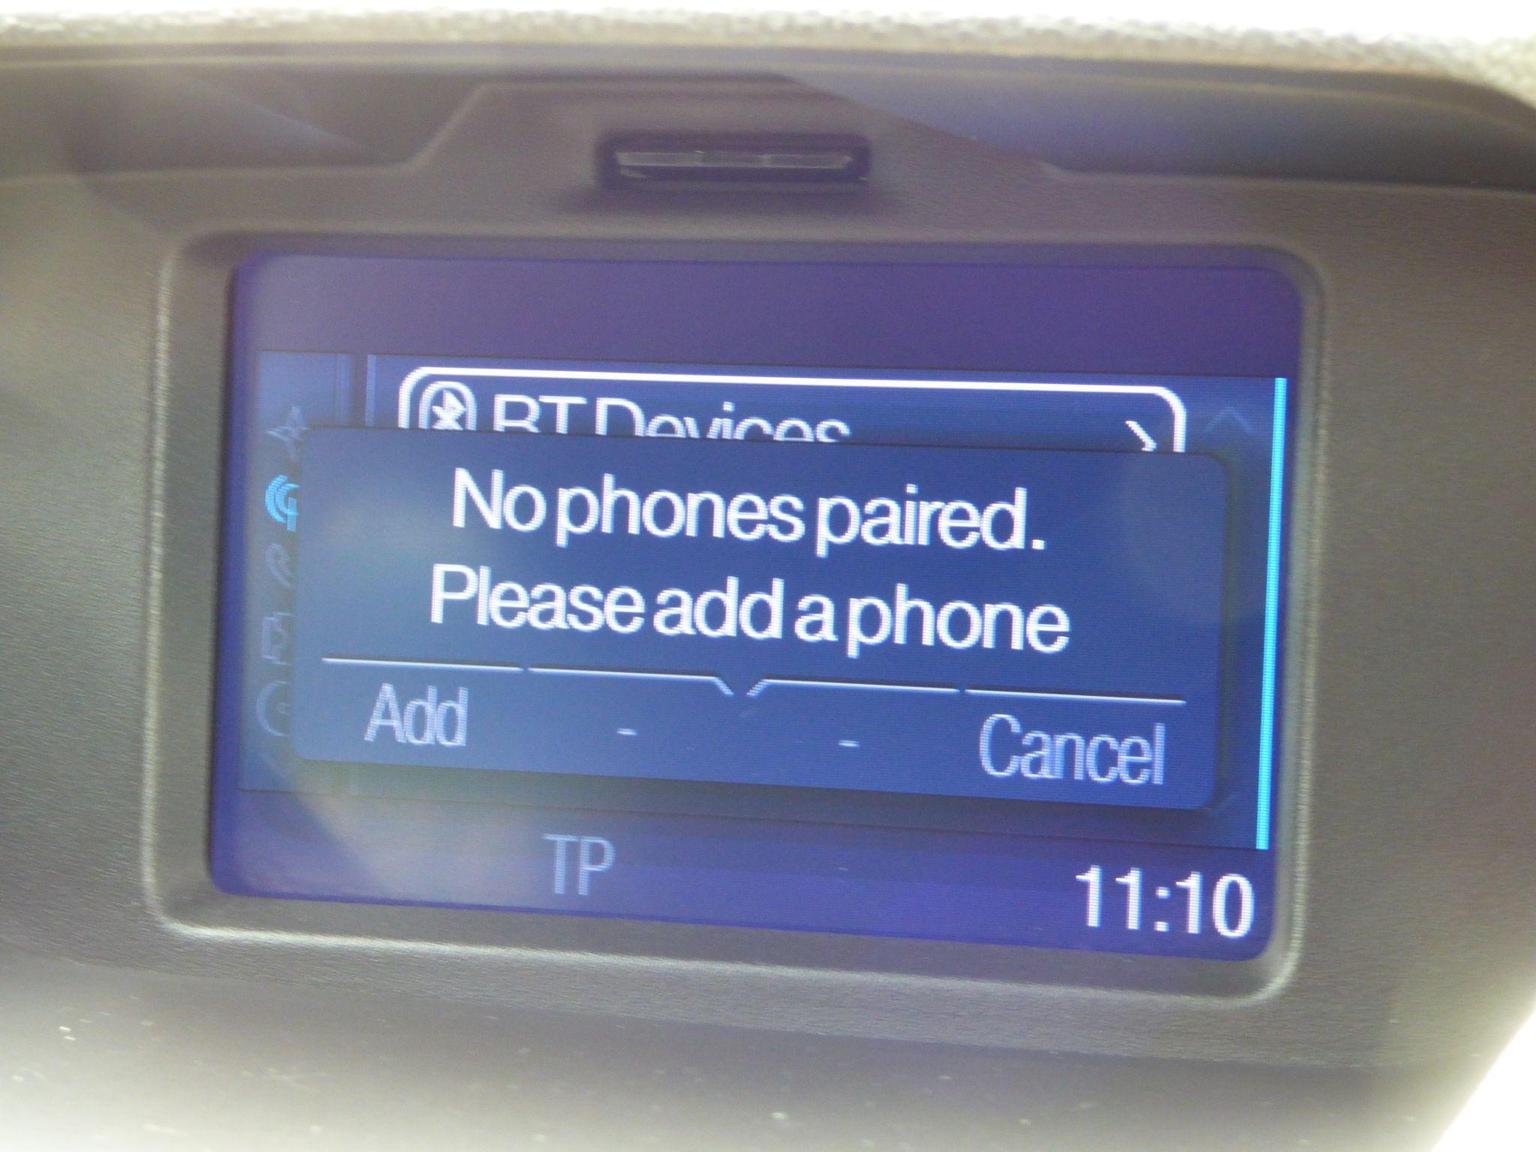 BT Devices
No phones paired.
Please add a phone
Add - - Cancel
TP
11:10